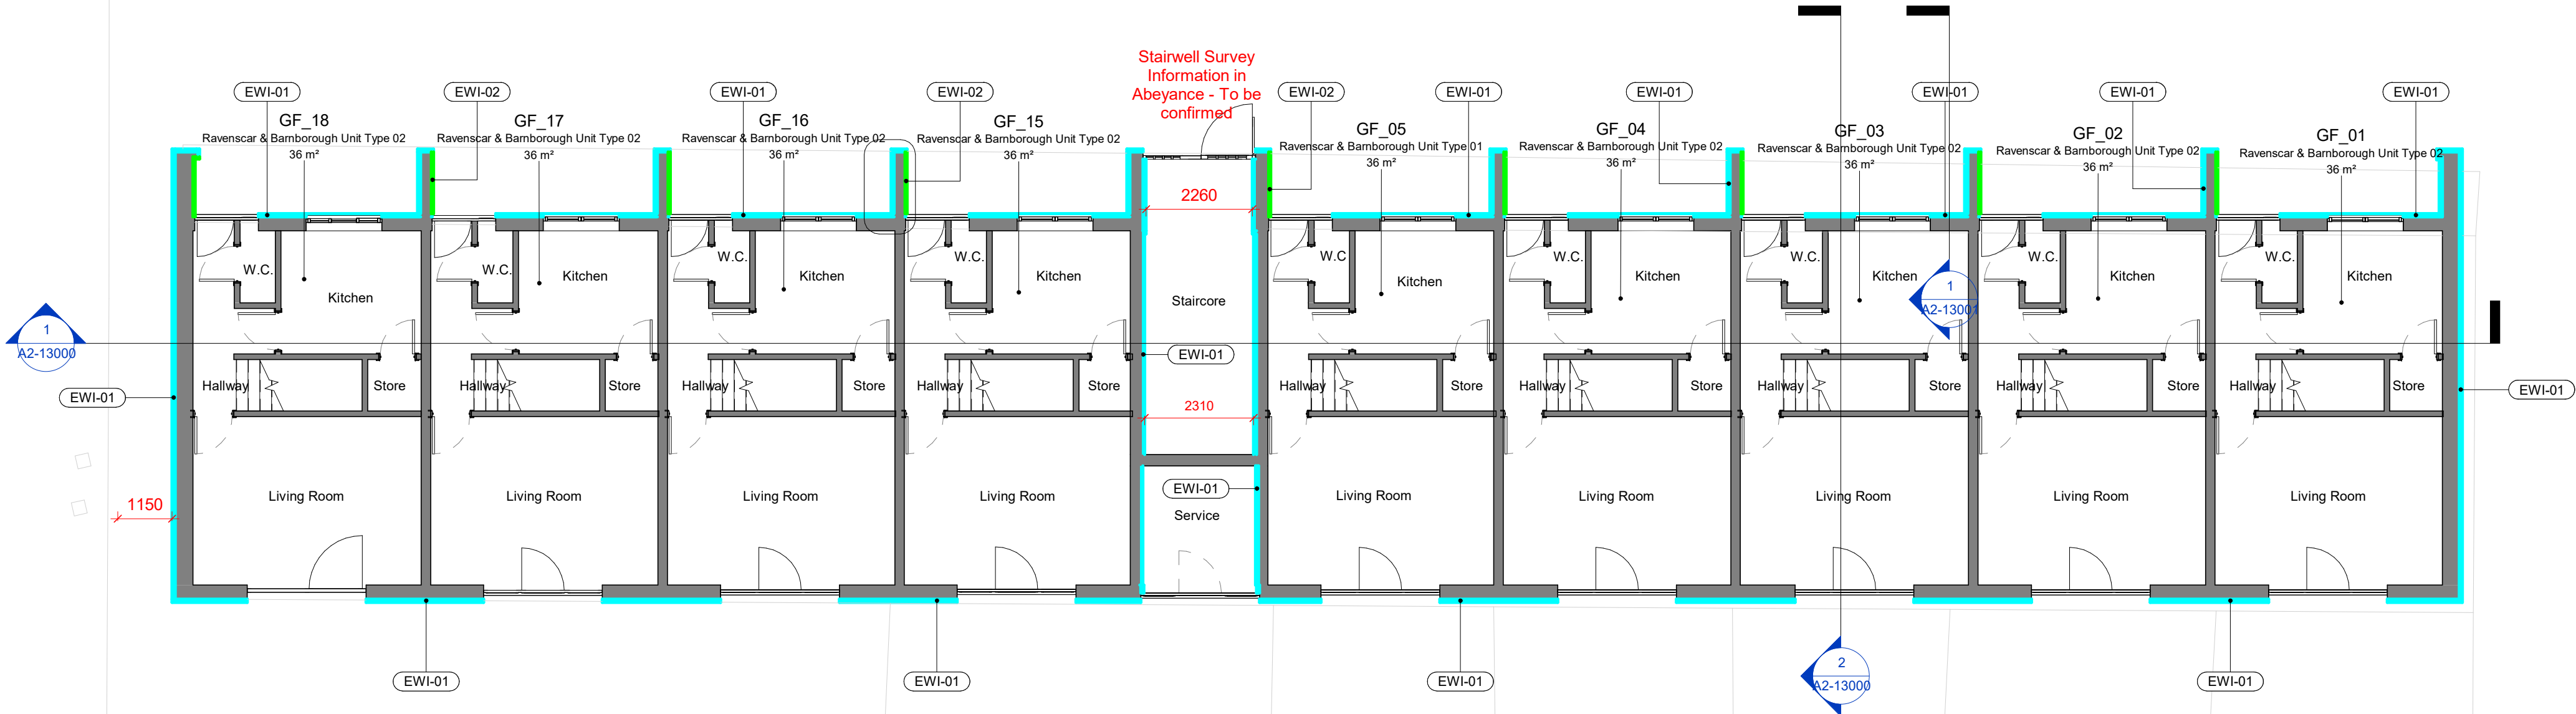 Stairwell Survey
Information in
Abeyance - To be
confirmed
EWI-01
EWI-02
EWI-01
EWI-02
EWI-02
EWI-01
EWI-01
EWI-01
EWI-01
EWI-01
GF_18
Ravenscar & Barnborough Unit Type 02
36 m²
GF_17
Ravenscar & Barnborough Unit Type 02
36 m²
GF_16
Ravenscar & Barnborough Unit Type 02
36 m²
GF_15
Ravenscar & Barnborough Unit Type 02
36 m²
GF_05
Ravenscar & Barnborough Unit Type 01
36 m²
GF_04
Ravenscar & Barnborough Unit Type 02
36 m²
GF_03
Ravenscar & Barnborough Unit Type 02
36 m²
GF_02
Ravenscar & Barnborough Unit Type 02
36 m²
GF_01
Ravenscar & Barnborough Unit Type 02
36 m²
2260
W.C.
Kitchen
W.C.
Kitchen
W.C.
Kitchen
W.C.
Kitchen
Staircore
W.C
Kitchen
W.C.
Kitchen
W.C.
Kitchen
W.C.
Kitchen
W.C.
Kitchen
1
A2-13001
1
A2-13000
EWI-01
Hallway
Store
Hallway
Store
Hallway
Store
Hallway
Store
Hallway
Store
Hallway
Store
Hallway
Store
Hallway
Store
Hallway
Store
EWI-01
EWI-01
2310
1150
Living Room
Living Room
Living Room
Living Room
EWI-01
Service
Living Room
Living Room
Living Room
Living Room
Living Room
EWI-01
EWI-01
EWI-01
2
A2-13000
EWI-01